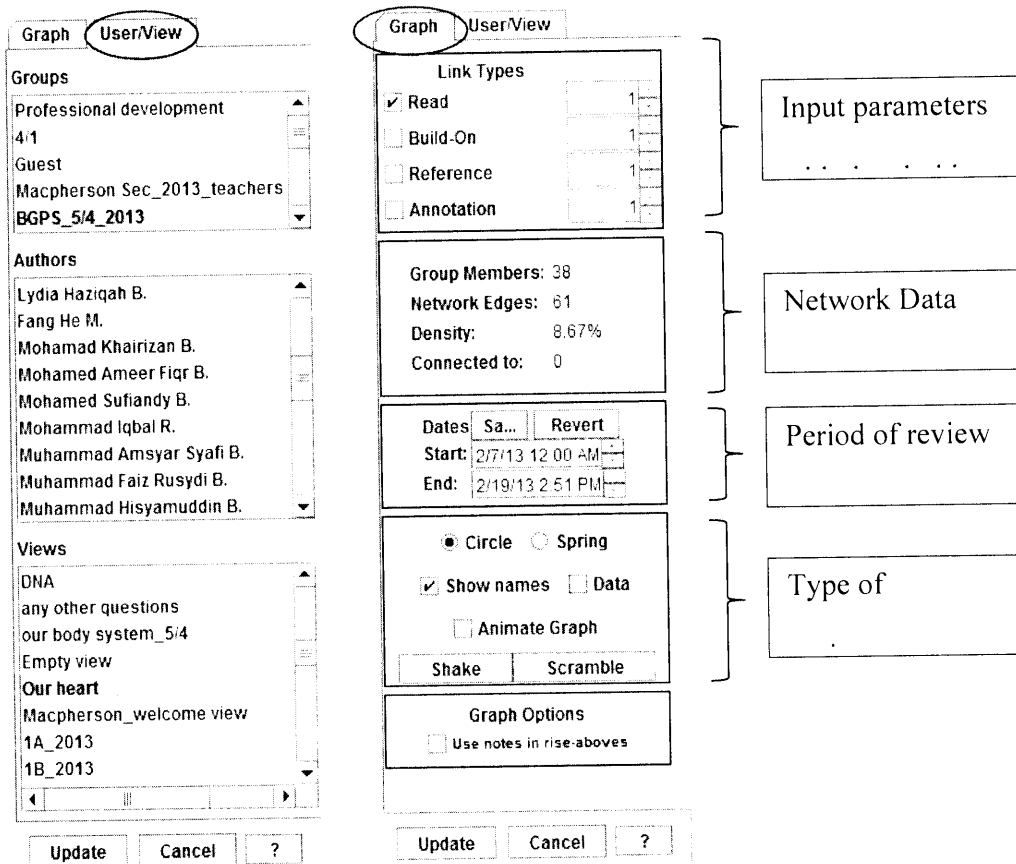 Graph User/View
Groups
Professional development
4/1
Guest
Macpherson Sec_2013_teachers
BGPS_5/4_2013
Authors
Lydia Haziqah B.
Fang He M.
Mohamad Khairizan B.
Mohamed Ameer Fiqr B.
Mohamed Sufiandy B.
Mohammad Iqbal R.
Muhammad Amsyar Syafi B.
Muhammad Faiz Rusydi B.
Muhammad Hisyamuddin B.
Views
DNA
any other questions
our body system_5/4
Empty view
Our heart
Macpherson_welcome view
1A_2013
1B_2013
Update Cancel ?
Graph User/View
Link Types
Read 1
Build-On 1
Reference 1
Annotation 1
Group Members: 38
Network Edges: 61
Density: 8.67%
Connected to: 0
Dates Sa... Revert
Start: 2/7/13 12:00 AM
End: 2/19/13 2:51 PM
Circle Spring
Show names Data
Animate Graph
Shake Scramble
Graph Options
Use notes in rise-aboves
Update Cancel ?
Input parameters
Network Data
Period of review
Type of